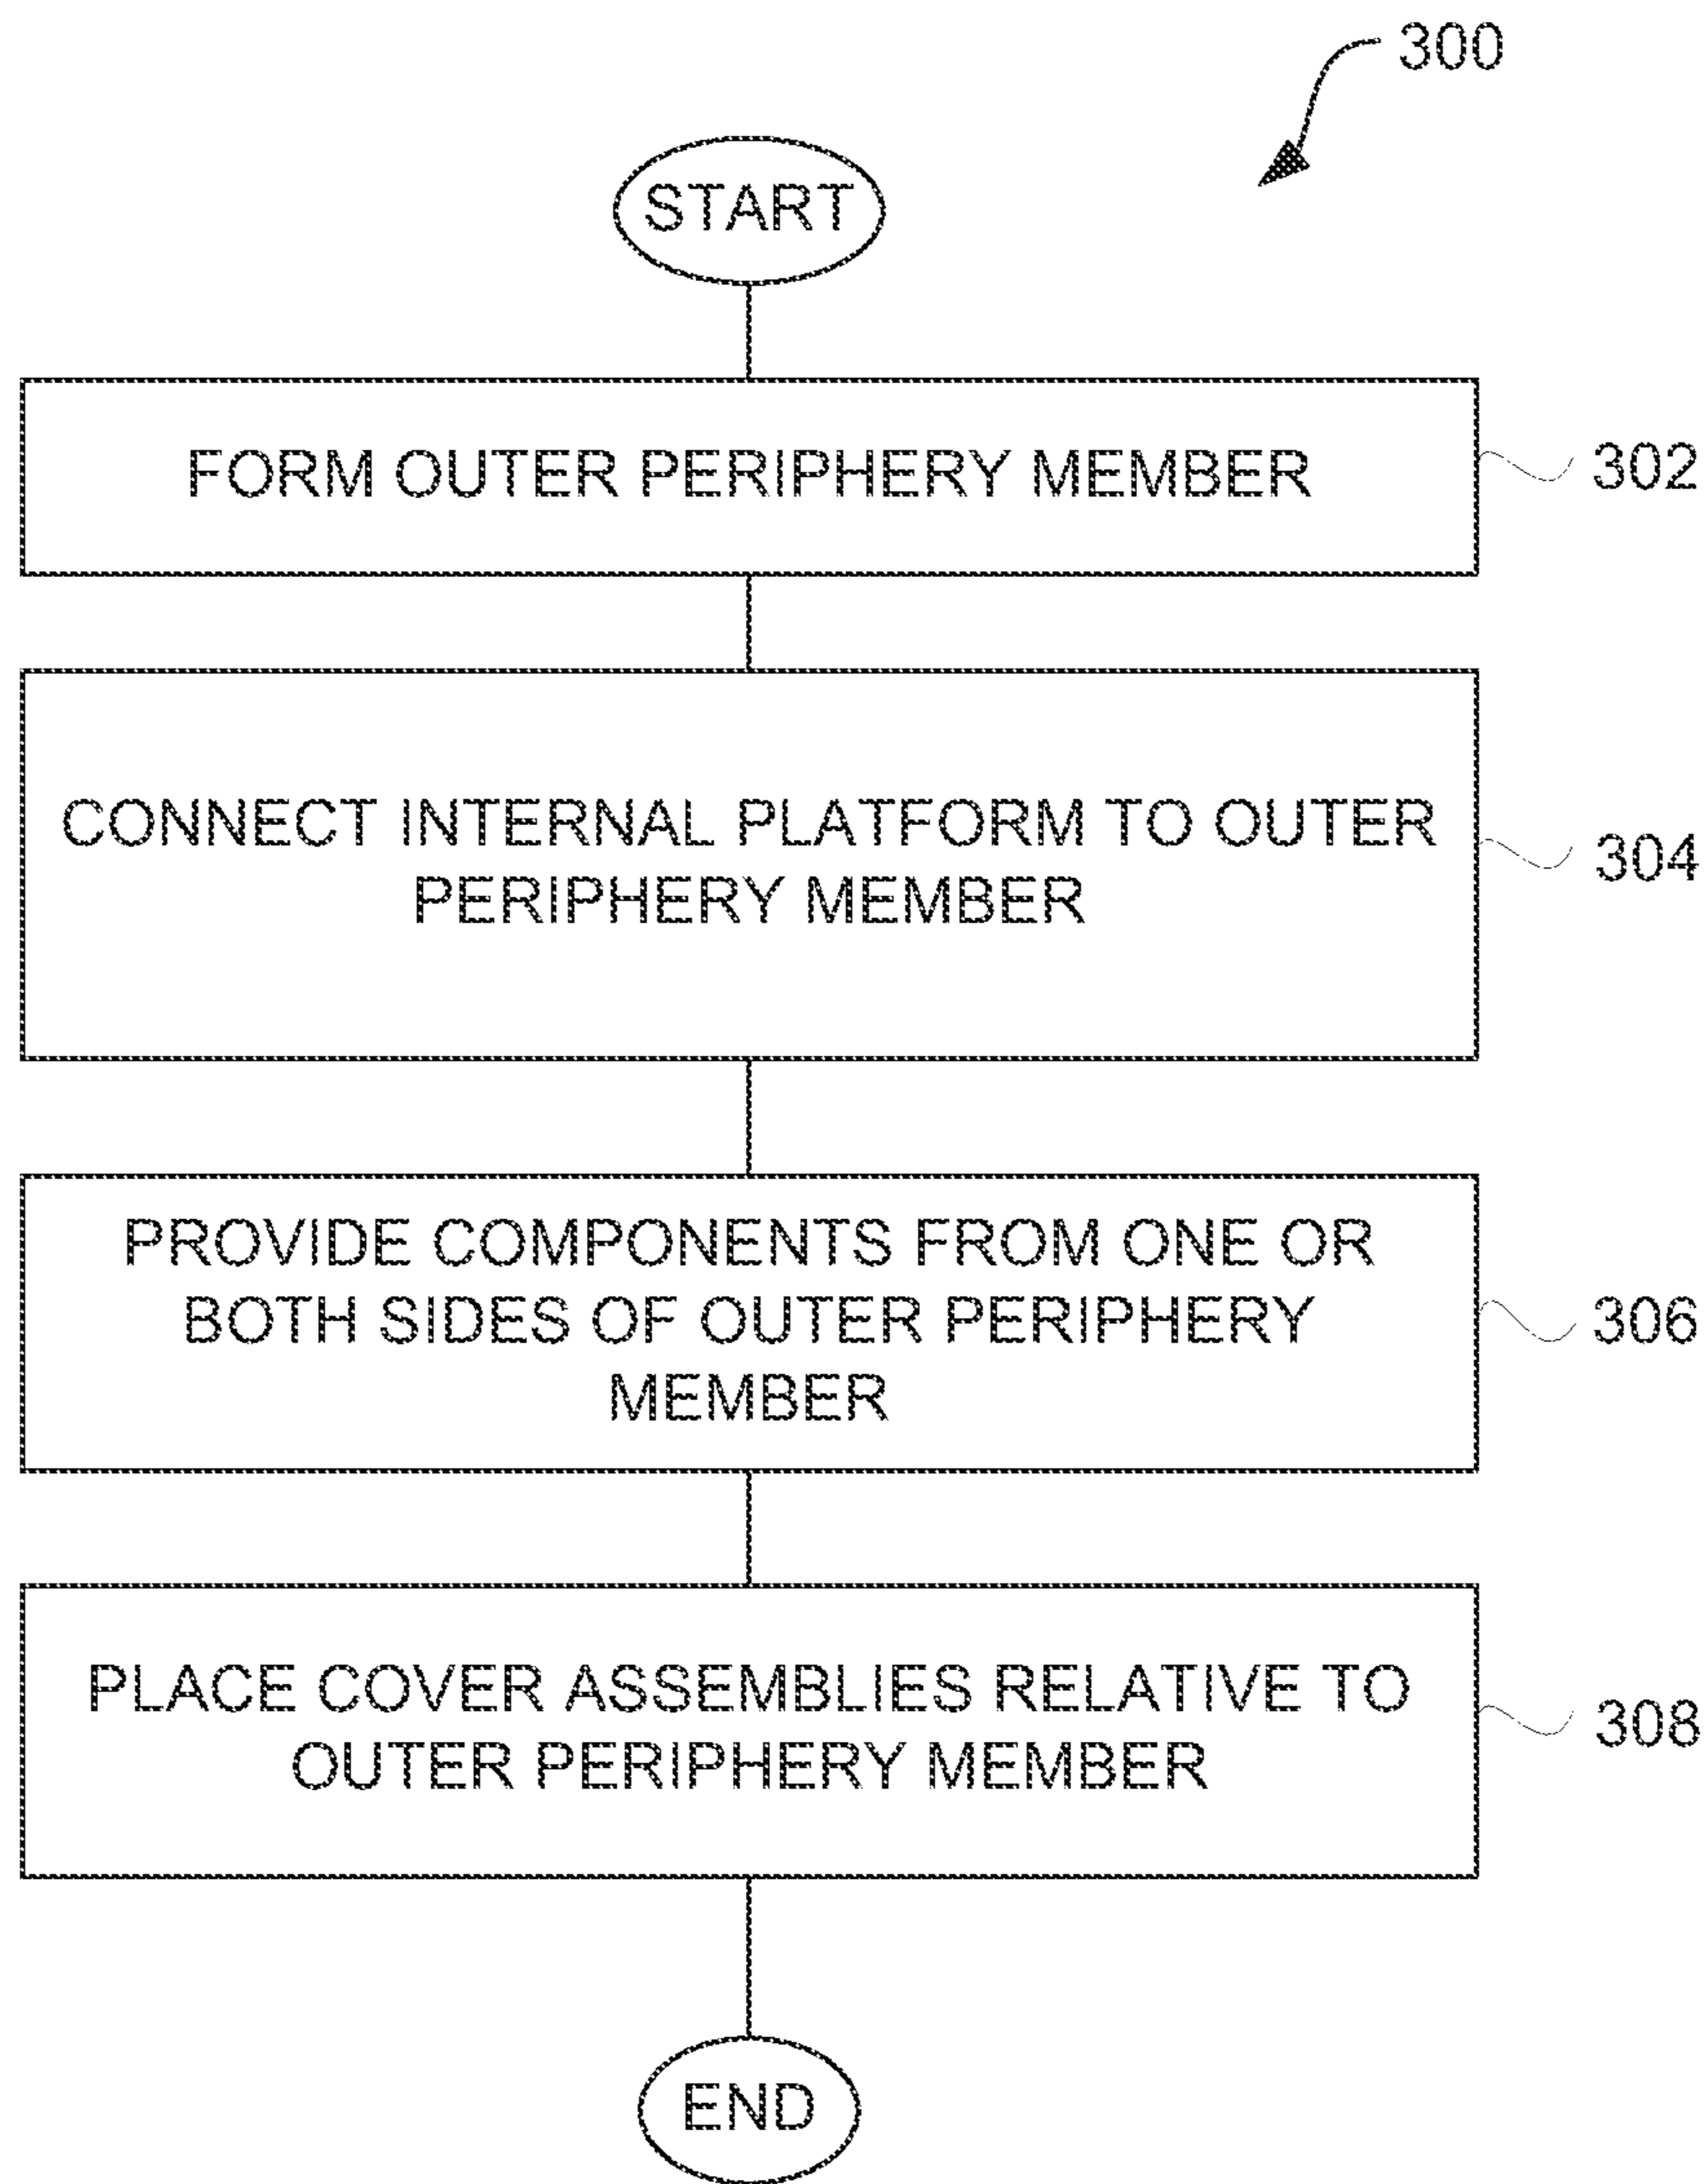 300
START
FORM OUTER PERIPHERY MEMBER
302
CONNECT INTERNAL PLATFORM TO OUTER
PERIPHERY MEMBER
304
PROVIDE COMPONENTS FROM ONE OR
BOTH SIDES OF OUTER PERIPHERY
MEMBER
306
PLACE COVER ASSEMBLIES RELATIVE TO
OUTER PERIPHERY MEMBER
308
END